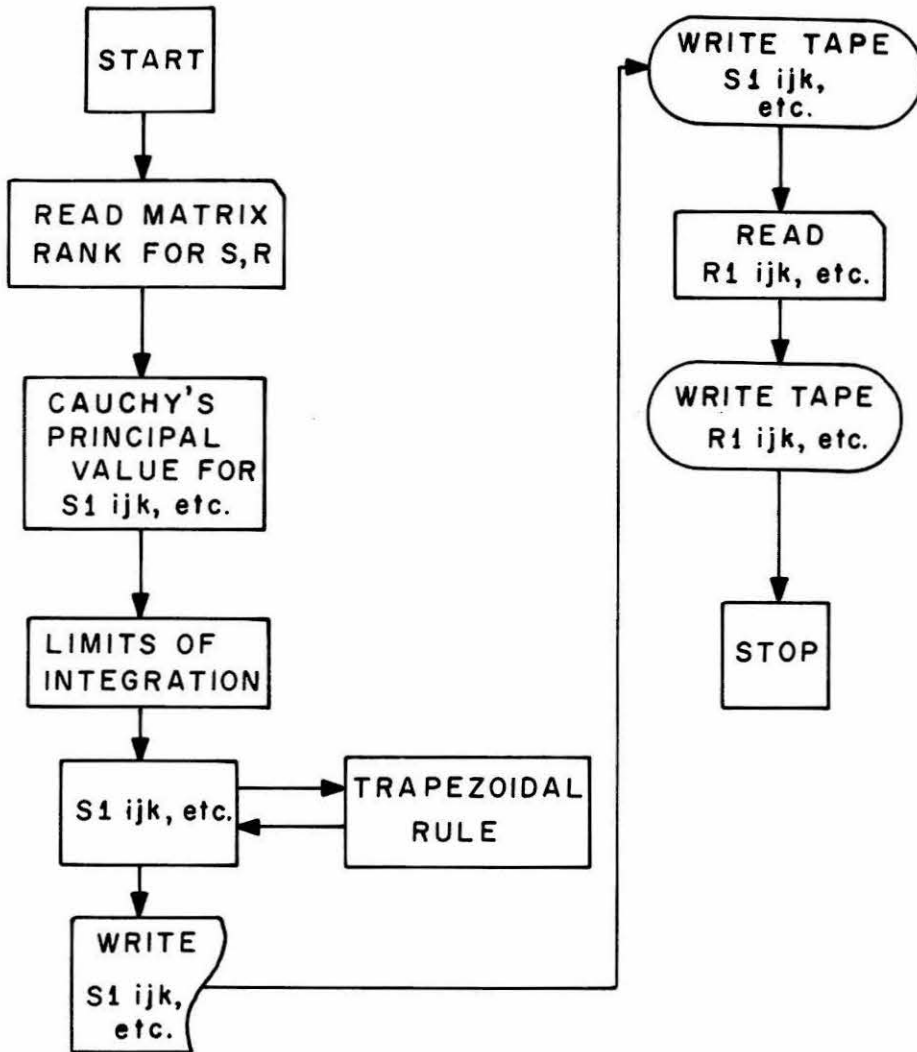 START
READ MATRIX
RANK FOR S,R
CAUCHY'S
PRINCIPAL
VALUE FOR
S1 ijk, etc.
LIMITS OF
INTEGRATION
S1 ijk, etc.
TRAPEZOIDAL
RULE
WRITE
S1 ijk,
etc.
WRITE TAPE
S1 ijk,
etc.
READ
R1 ijk, etc.
WRITE TAPE
R1 ijk, etc.
STOP